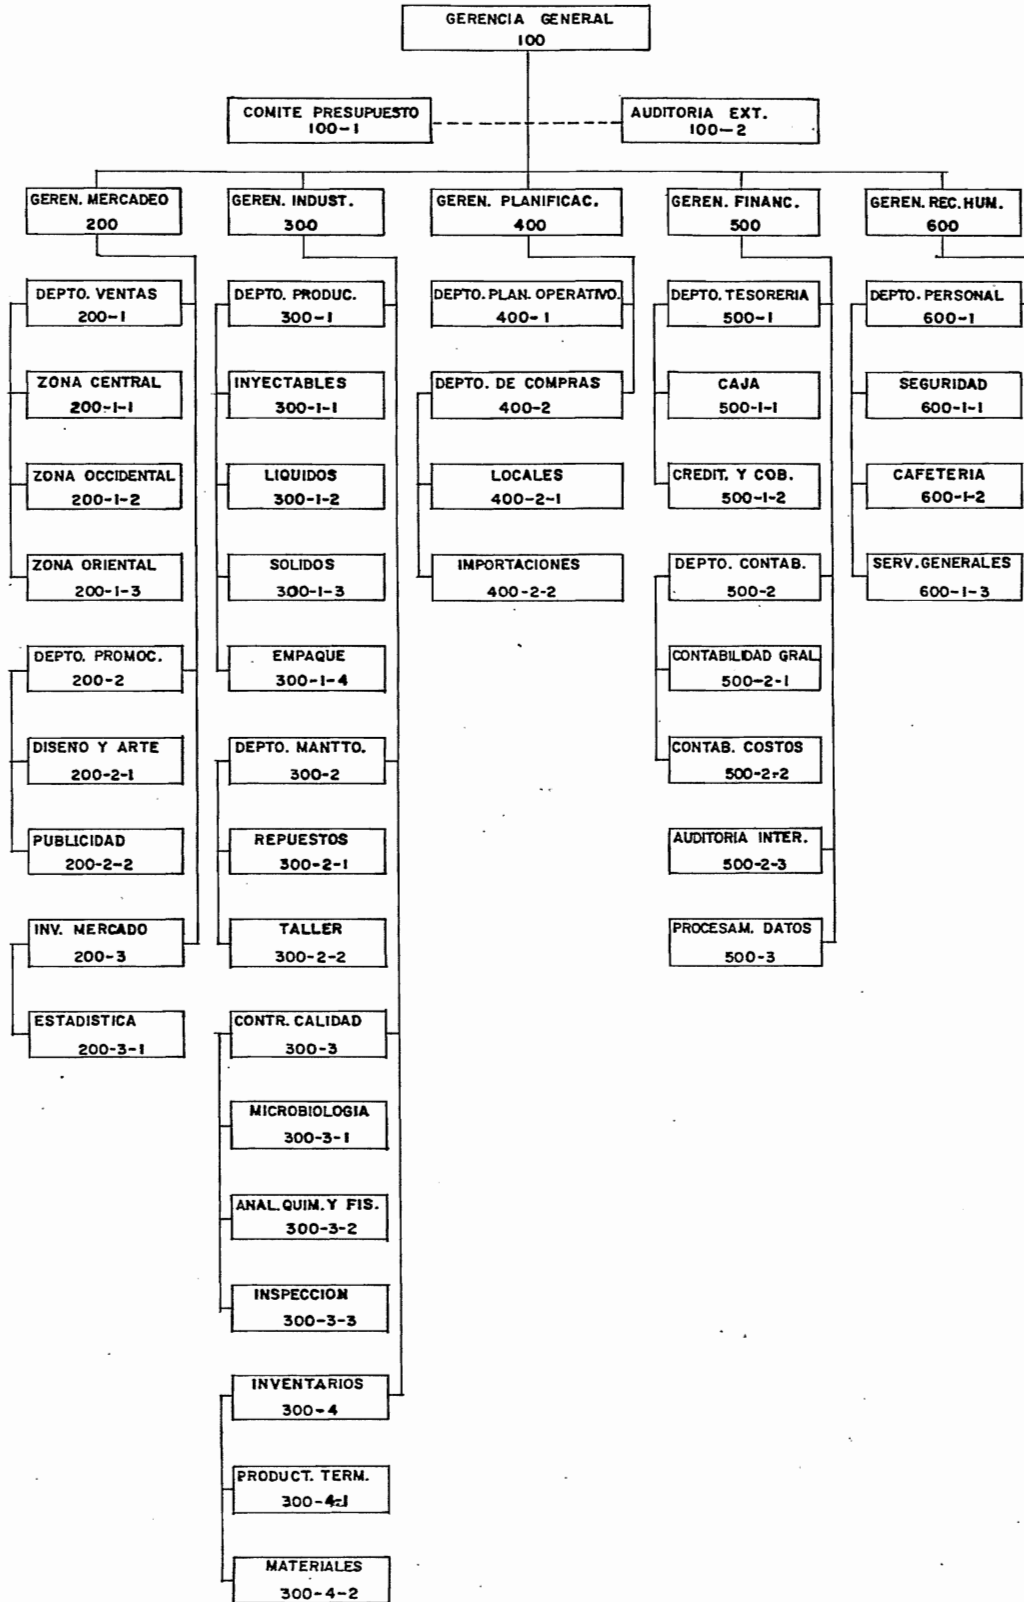 GERENCIA GENERAL
100
COMITE PRESUPUESTO
100-1
AUDITORIA EXT.
100-2
GEREN. MERCADEO
200
GEREN. INDUST.
300
GEREN. PLANIFICAC.
400
GEREN. FINANC.
500
GEREN. REC. HUM.
600
DEPTO. VENTAS
200-1
ZONA CENTRAL
200-1-1
ZONA OCCIDENTAL
200-1-2
ZONA ORIENTAL
200-1-3
DEPTO. PROMOC.
200-2
DISENO Y ARTE
200-2-1
PUBLICIDAD
200-2-2
INV. MERCADO
200-3
ESTADISTICA
200-3-1
DEPTO. PRODUC.
300-1
INYECTABLES
300-1-1
LIQUIDOS
300-1-2
SOLIDOS
300-1-3
EMPAQUE
300-1-4
DEPTO. MANTTO.
300-2
REPUESTOS
300-2-1
TALLER
300-2-2
CONTR. CALIDAD
300-3
MICROBIOLOGIA
300-3-1
ANAL. QUIM. Y FIS.
300-3-2
INSPECCION
300-3-3
INVENTARIOS
300-4
PRODUCT. TERM.
300-4-1
MATERIALES
300-4-2
DEPTO. PLAN. OPERATIVO.
400-1
DEPTO. DE COMPRAS
400-2
LOCALES
400-2-1
IMPORTACIONES
400-2-2
DEPTO. TESORERIA
500-1
CAJA
500-1-1
CREDIT. Y COB.
500-1-2
DEPTO. CONTAB.
500-2
CONTABILIDAD GRAL.
500-2-1
CONTAB. COSTOS
500-2-2
AUDITORIA INTER.
500-2-3
PROCESAM. DATOS
500-3
DEPTO. PERSONAL
600-1
SEGURIDAD
600-1-1
CAFETERIA
600-1-2
SERV. GENERALES
600-1-3